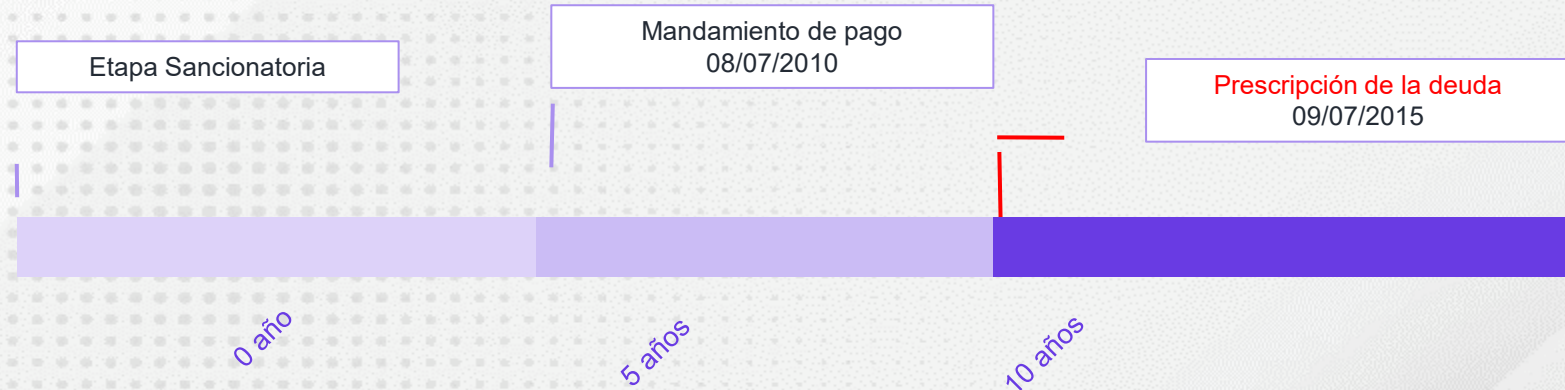 Etapa Sancionatoria
Mandamiento de pago
08/07/2010
Prescripción de la deuda
09/07/2015
0 año
5 años
10 años